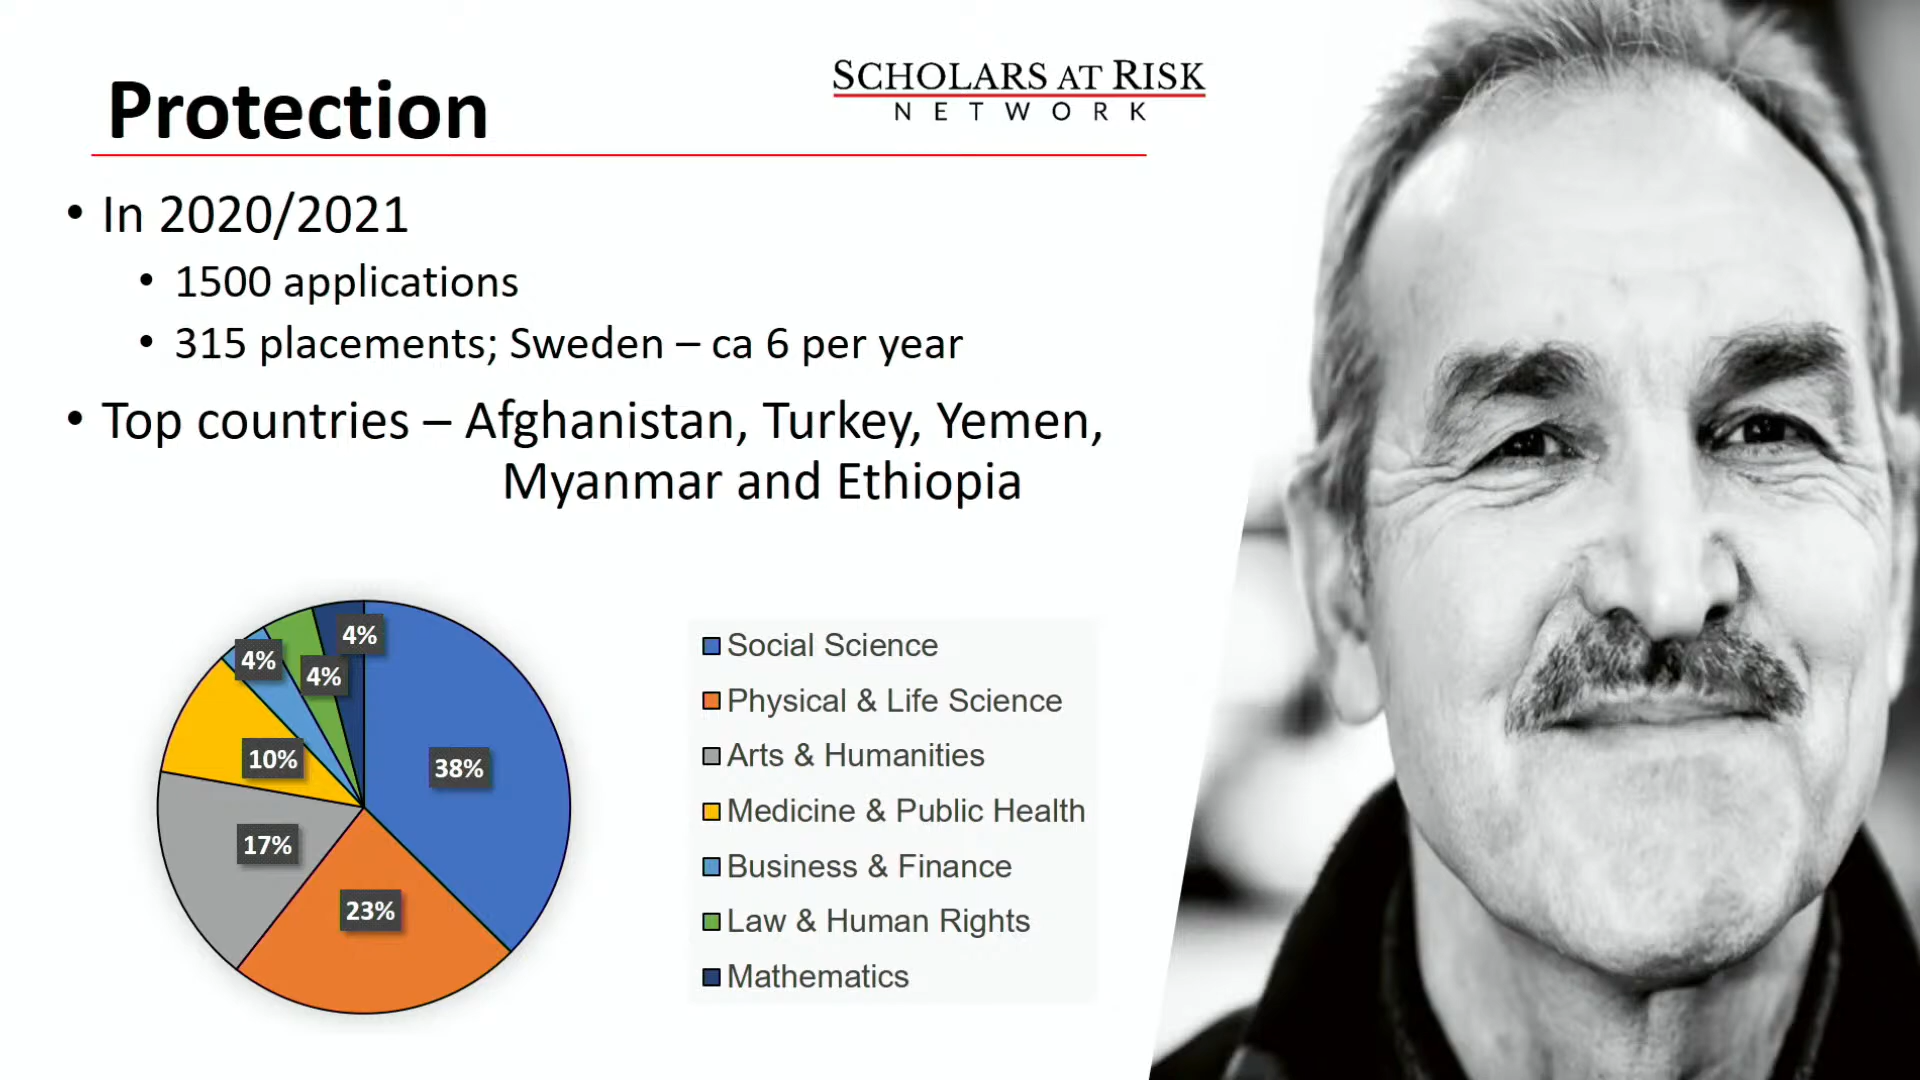 Protection
SCHOLARS AT RISK
NETWORK
• In 2020/2021
• 1500 applications
• 315 placements; Sweden – ca 6 per year
• Top countries – Afghanistan, Turkey, Yemen,
Myanmar and Ethiopia
4%
4%
4%
10%
38%
17%
23%
Social Science
Physical & Life Science
Arts & Humanities
Medicine & Public Health
Business & Finance
Law & Human Rights
Mathematics